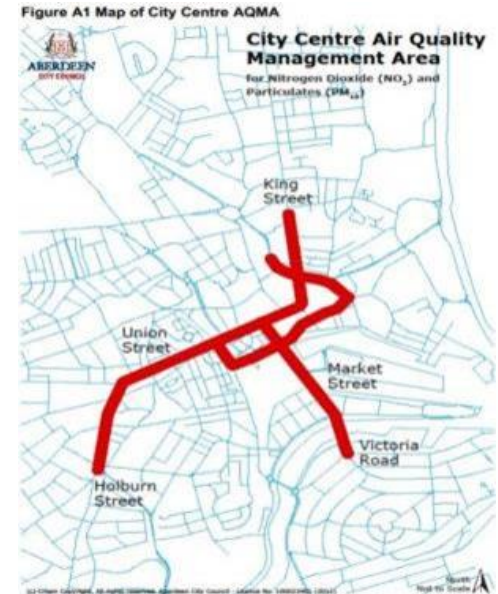 Figure A1 Map of City Centre AQMA
ABERDEEN
CITY COUNCIL
City Centre Air Quality
Management Area
for Nitrogen Dioxide (NO₂) and
Particulates (PM₁₀)
King
Street
Union
Street
Market
Street
Victoria
Road
Holburn
Street
North
Not to Scale